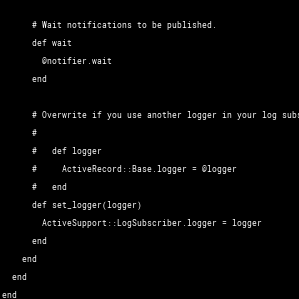 # Wait notifications to be published.
def wait
@notifier.wait
end
# Overwrite if you use another logger in your log
#
#   def logger
#     ActiveRecord::Base.logger = @logger
#   end
def set_logger(logger)
ActiveSupport::LogSubscriber.logger = logger
end
end
end
end